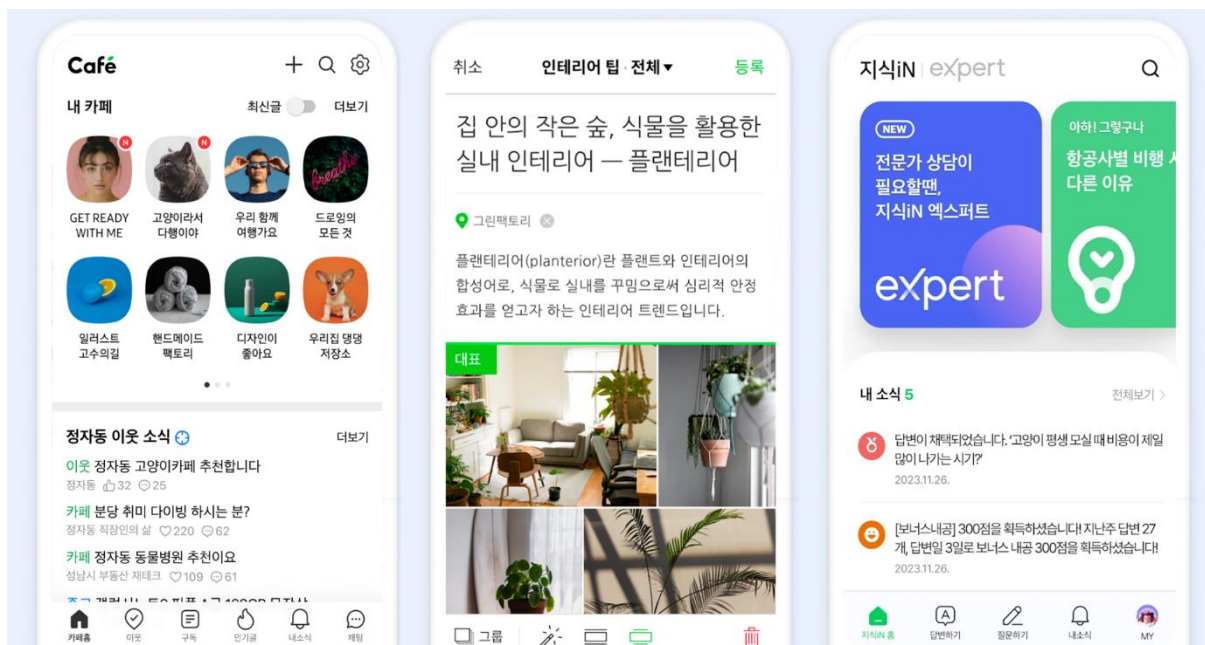 Café
내 카페 최신글 더보기
N N
GET READY 고양이라서 우리 함께 드로잉의
WITH ME 다행이야 여행가요 모든 것
breathe
일러스트 핸드메이드 디자인이 우리집 댕댕
고수의길 팩토리 좋아요 저장소
정자동 이웃 소식 더보기
이웃 정자동 고양이카페 추천합니다
정자동 32 25
카페 분당 취미 다이빙 하시는 분?
정자동 직장인의 삶 220 62
카페 정자동 동물병원 추천이요
성남시 부동산 재테크 109 61
카페홈 이웃 구독 인기글 내소식 채팅
취소 인테리어 팁 · 전체 ▾ 등록
집 안의 작은 숲, 식물을 활용한
실내 인테리어 — 플랜테리어
그린팩토리
플랜테리어(planterior)란 플랜트와 인테리어의
합성어로, 식물로 실내를 꾸밈으로써 심리적 안정
효과를 얻고자 하는 인테리어 트렌드입니다.
대표
그룹
지식iN expert
NEW
전문가 상담이
필요할땐,
지식iN 엑스퍼트
expert
아하! 그렇구나
항공사별 비행
다른 이유
내 소식 5 전체보기 >
답변이 채택되었습니다. '고양이 평생 모실 때 비용이 제일
많이 나가는 시기?'
2023.11.26.
[보너스내공] 300점을 획득하셨습니다! 지난주 답변 27
개, 답변일 3일로 보너스 내공 300점을 획득하셨습니다!
2023.11.26.
지식iN 홈 답변하기 질문하기 내소식 MY